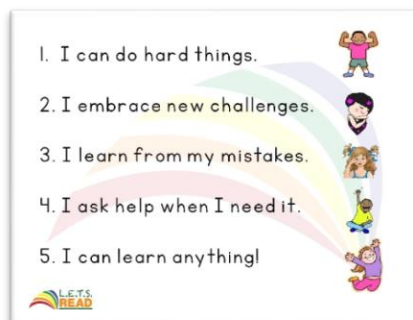 1. I can do hard things.
2. I embrace new challenges.
3. I learn from my mistakes.
4. I ask help when I need it.
5. I can learn anything!
L.E.T.S.
READ